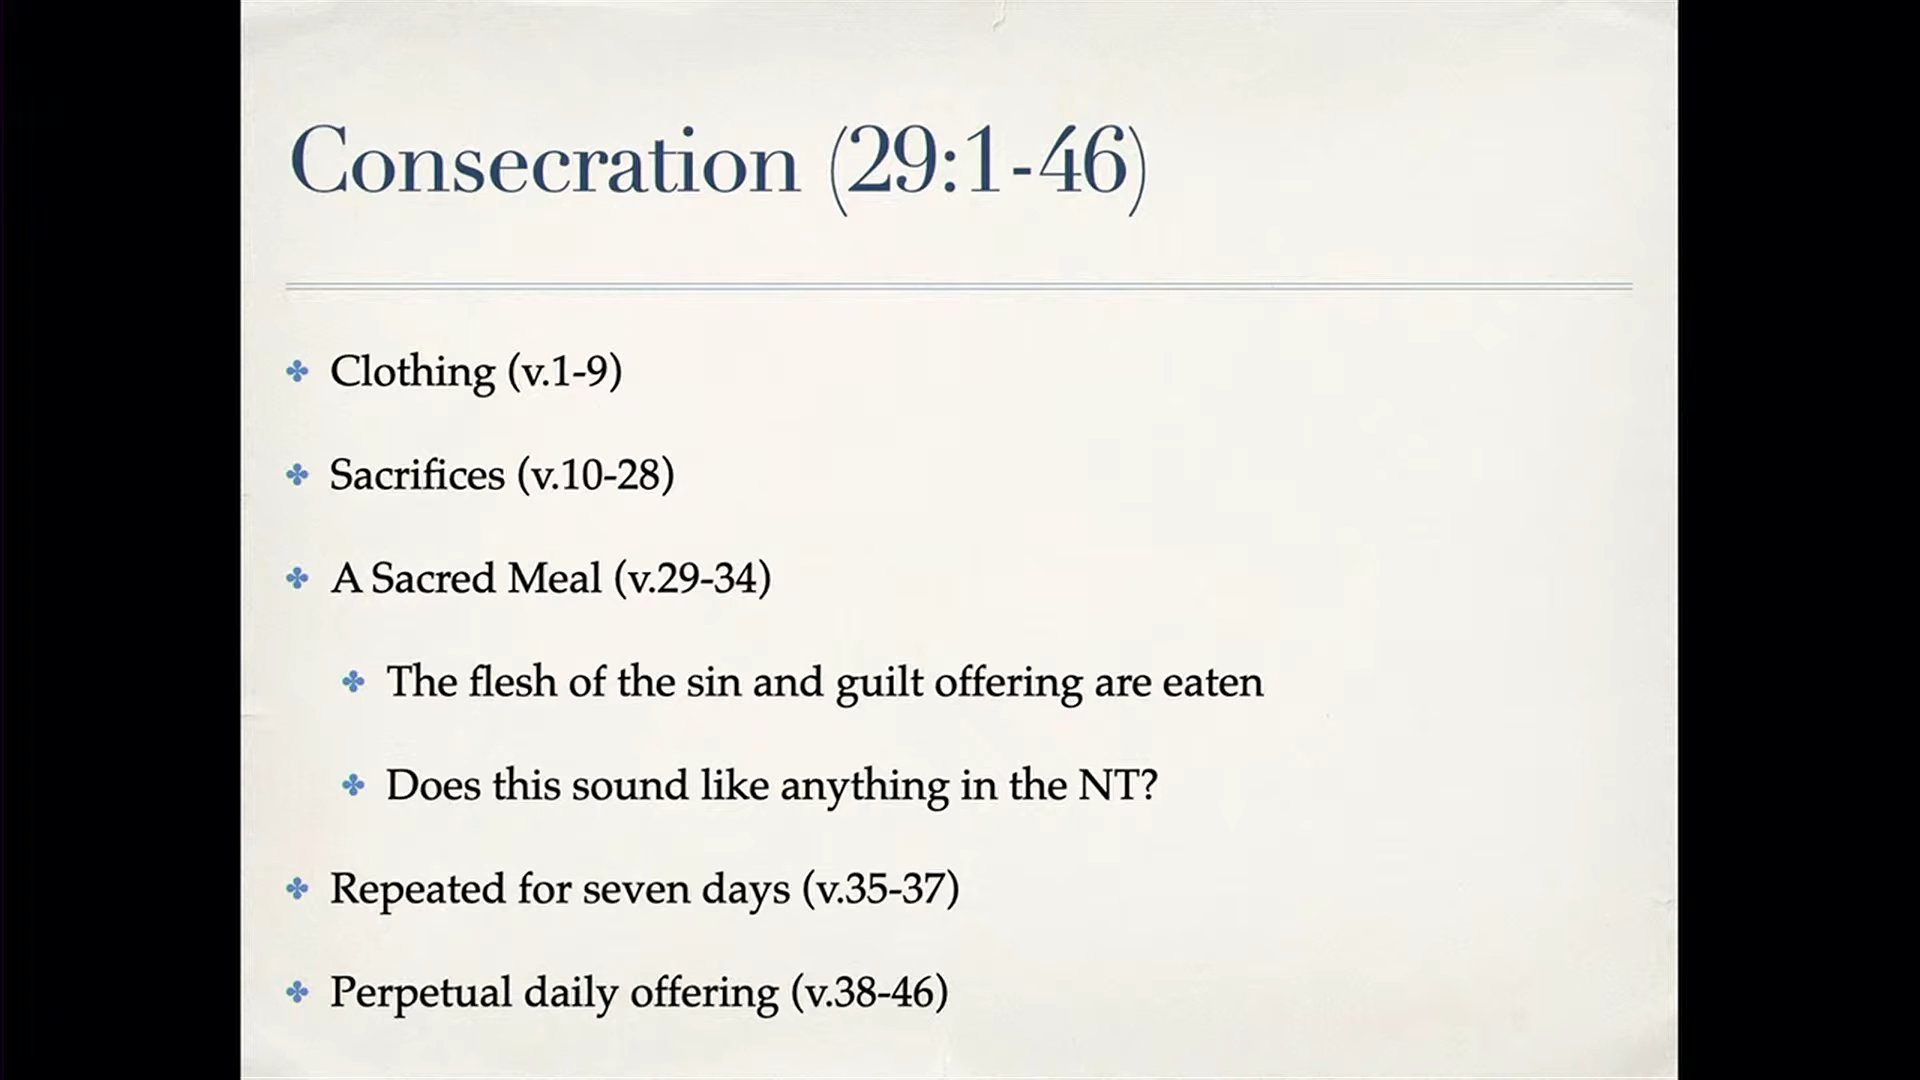 Consecration (29:1-46)
Clothing (v.1-9)
Sacrifices (v.10-28)
A Sacred Meal (v.29-34)
The flesh of the sin and guilt offering are eaten
Does this sound like anything in the NT?
Repeated for seven days (v.35-37)
Perpetual daily offering (v.38-46)